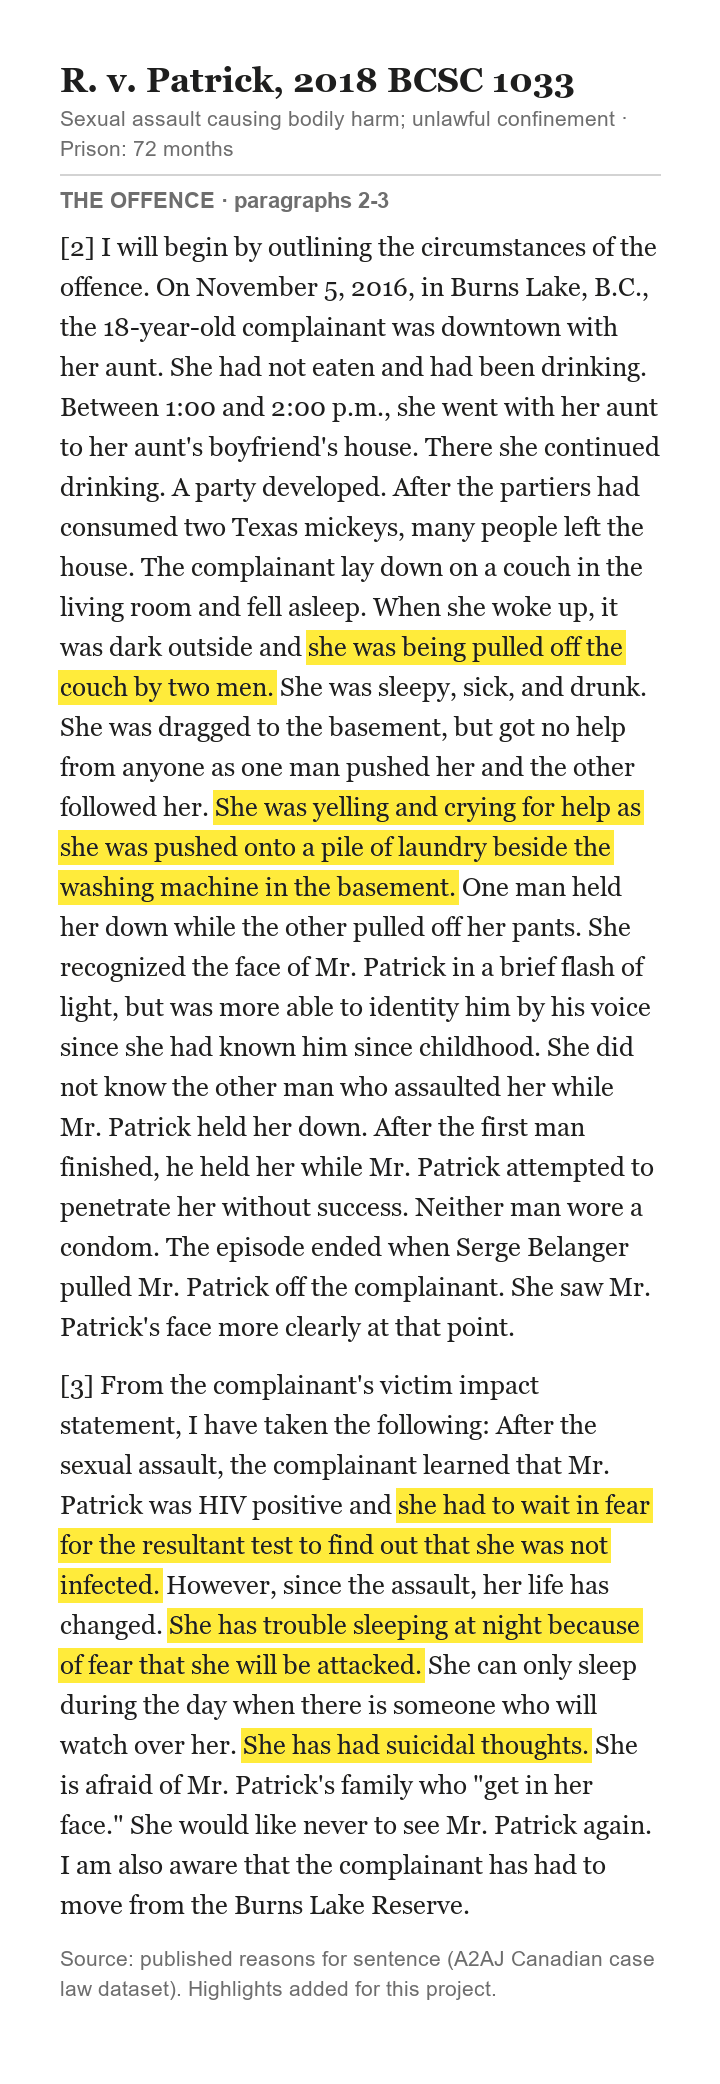 R. v. Patrick, 2018 BCSC 1033
Sexual assault causing bodily harm; unlawful confinement ·
Prison: 72 months
THE OFFENCE · paragraphs 2-3
[2] I will begin by outlining the circumstances of the
offence. On November 5, 2016, in Burns Lake, B.C.,
the 18-year-old complainant was downtown with
her aunt. She had not eaten and had been drinking.
Between 1:00 and 2:00 p.m., she went with her aunt
to her aunt's boyfriend's house. There she continued
drinking. A party developed. After the partiers had
consumed two Texas mickeys, many people left the
house. The complainant lay down on a couch in the
living room and fell asleep. When she woke up, it
was dark outside and she was being pulled off the
couch by two men. She was sleepy, sick, and drunk.
She was dragged to the basement, but got no help
from anyone as one man pushed her and the other
followed her. She was yelling and crying for help as
she was pushed onto a pile of laundry beside the
washing machine in the basement. One man held
her down while the other pulled off her pants. She
recognized the face of Mr. Patrick in a brief flash of
light, but was more able to identity him by his voice
since she had known him since childhood. She did
not know the other man who assaulted her while
Mr. Patrick held her down. After the first man
finished, he held her while Mr. Patrick attempted to
penetrate her without success. Neither man wore a
condom. The episode ended when Serge Belanger
pulled Mr. Patrick off the complainant. She saw Mr.
Patrick's face more clearly at that point.
[3] From the complainant's victim impact
statement, I have taken the following: After the
sexual assault, the complainant learned that Mr.
Patrick was HIV positive and she had to wait in fear
for the resultant test to find out that she was not
infected. However, since the assault, her life has
changed. She has trouble sleeping at night because
of fear that she will be attacked. She can only sleep
during the day when there is someone who will
watch over her. She has had suicidal thoughts. She
is afraid of Mr. Patrick's family who "get in her
face." She would like never to see Mr. Patrick again.
I am also aware that the complainant has had to
move from the Burns Lake Reserve.
Source: published reasons for sentence (A2AJ Canadian case
law dataset). Highlights added for this project.